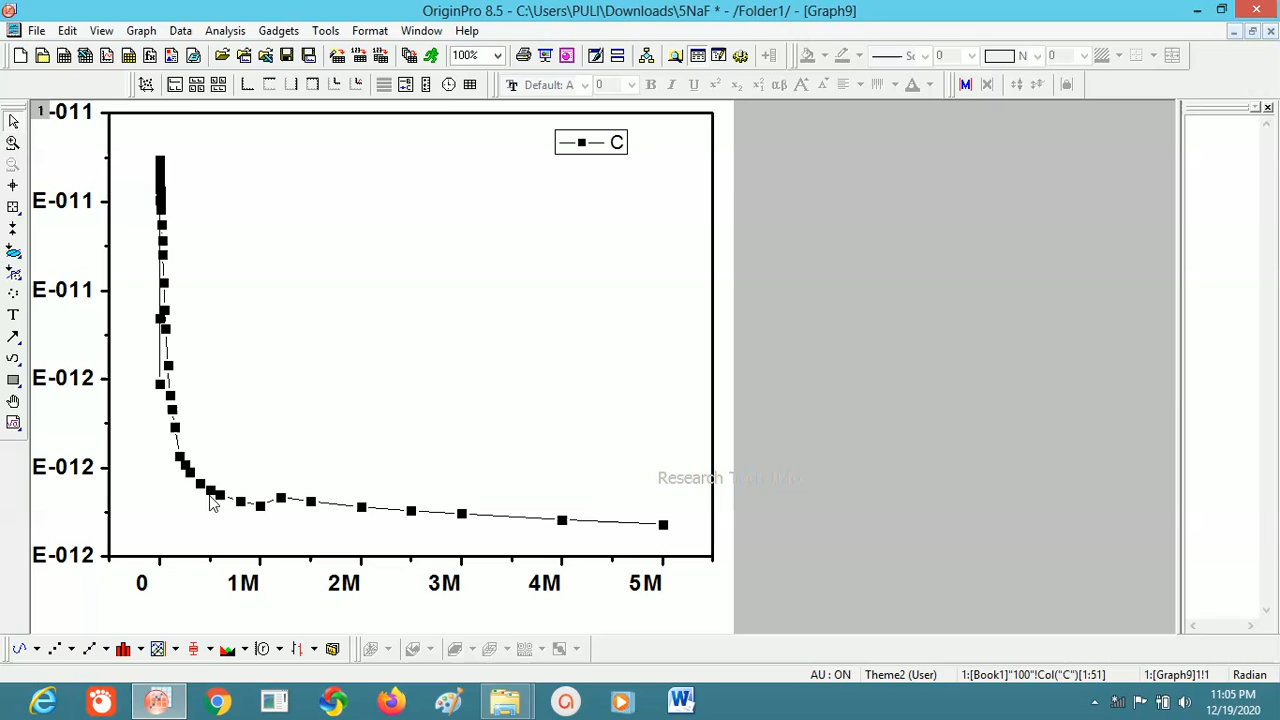 OriginPro 8.5 - C:\Users\PULI\Downloads\5NaF * - /Folder1/ - [Graph9]
File Edit View Graph Data Analysis Gadgets Tools Format Window Help
100%
Default: A 0 B I U
1
-011
E-011
E-011
E-012
E-012
E-012
C
Research
0 1M 2M 3M 4M 5M
AU : ON Theme2 (User) 1:[Book1]"100"!Col("C")[1:51] 1:[Graph9]1!1 Radian
11:05 PM
12/19/2020